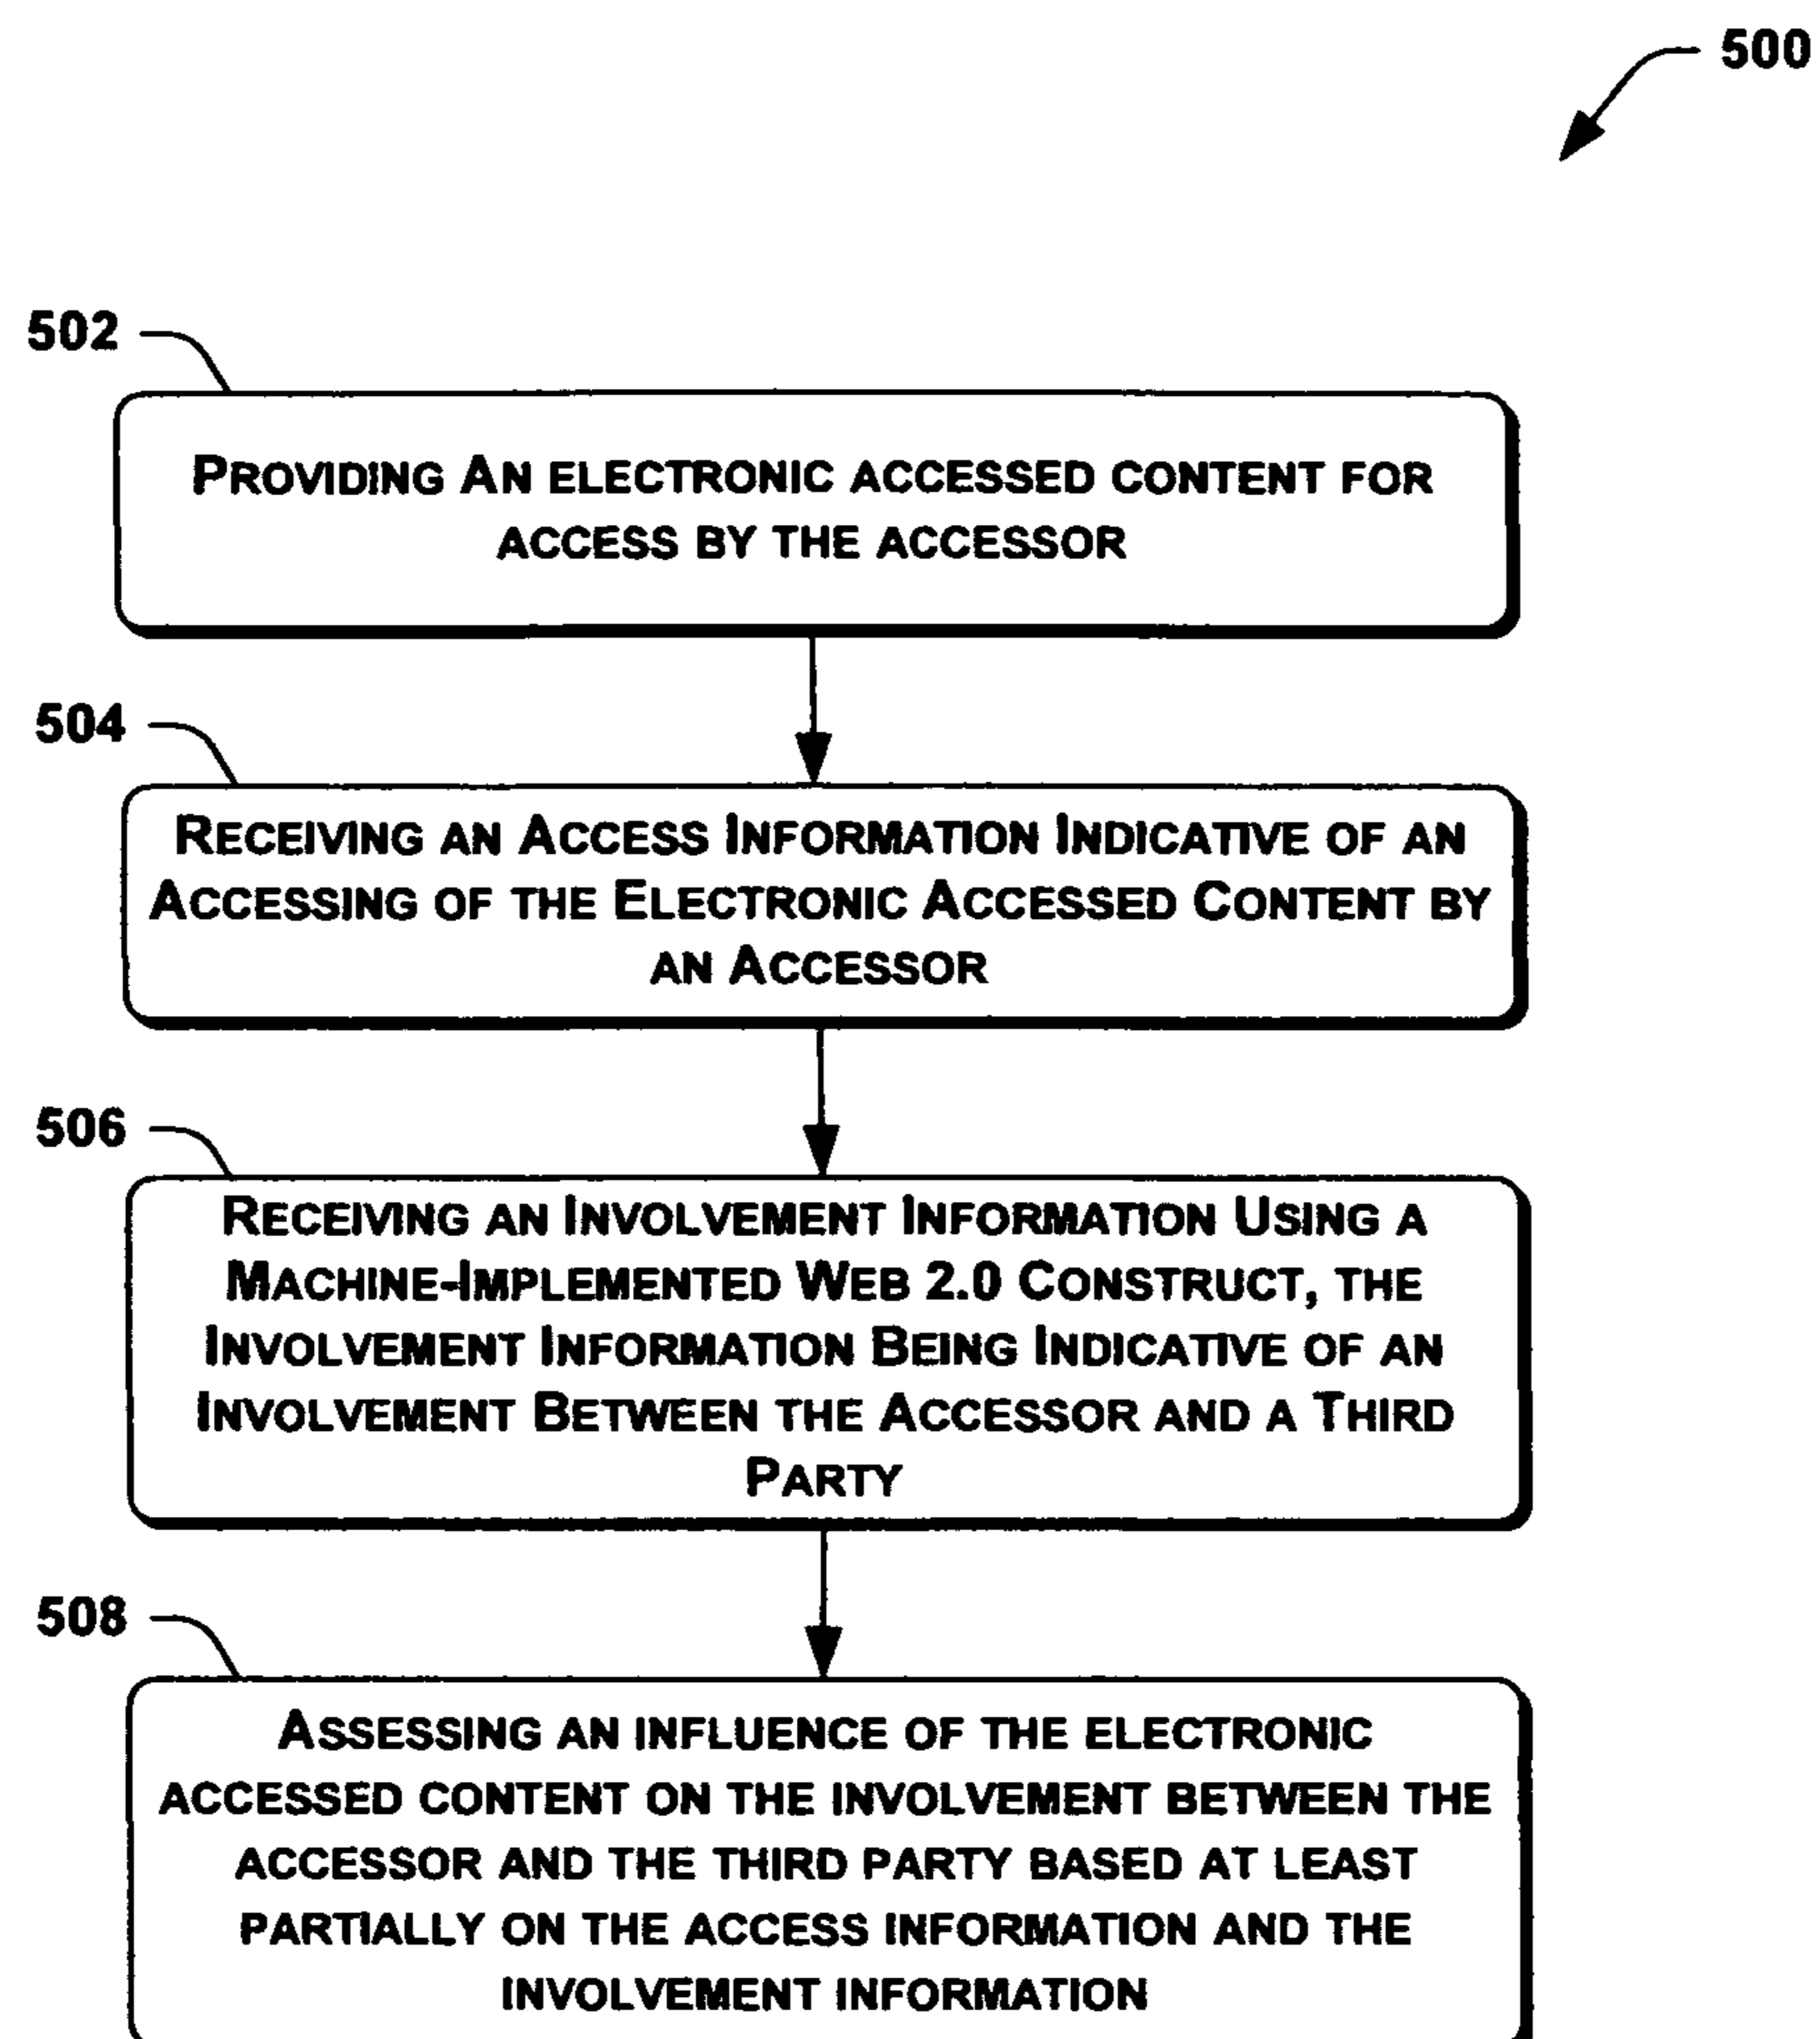 500
502
PROVIDING AN ELECTRONIC ACCESSED CONTENT FOR
ACCESS BY THE ACCESSOR
504
RECEIVING AN ACCESS INFORMATION INDICATIVE OF AN
ACCESSING OF THE ELECTRONIC ACCESSED CONTENT BY
AN ACCESSOR
506
RECEIVING AN INVOLVEMENT INFORMATION USING A
MACHINE-IMPLEMENTED WEB 2.0 CONSTRUCT, THE
INVOLVEMENT INFORMATION BEING INDICATIVE OF AN
INVOLVEMENT BETWEEN THE ACCESSOR AND A THIRD
PARTY
508
ASSESSING AN INFLUENCE OF THE ELECTRONIC
ACCESSED CONTENT ON THE INVOLVEMENT BETWEEN THE
ACCESSOR AND THE THIRD PARTY BASED AT LEAST
PARTIALLY ON THE ACCESS INFORMATION AND THE
INVOLVEMENT INFORMATION